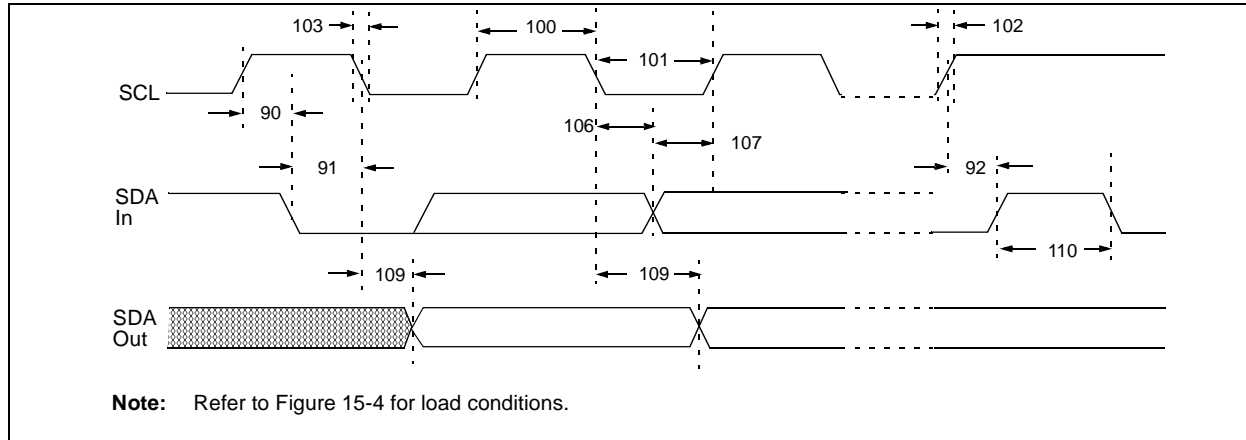 103
100
101
102
SCL
90
106
107
91
92
SDA
In
109
109
110
SDA
Out
Note: Refer to Figure 15-4 for load conditions.